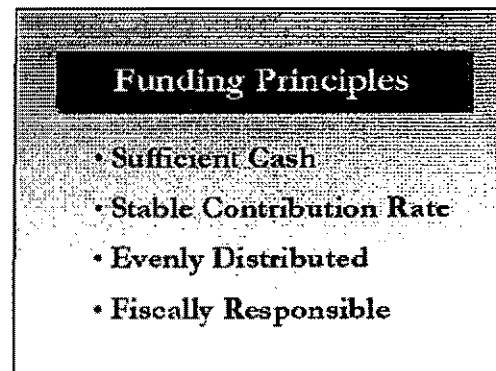 Funding Principles
• Sufficient Cash
• Stable Contribution Rate
• Evenly Distributed
• Fiscally Responsible